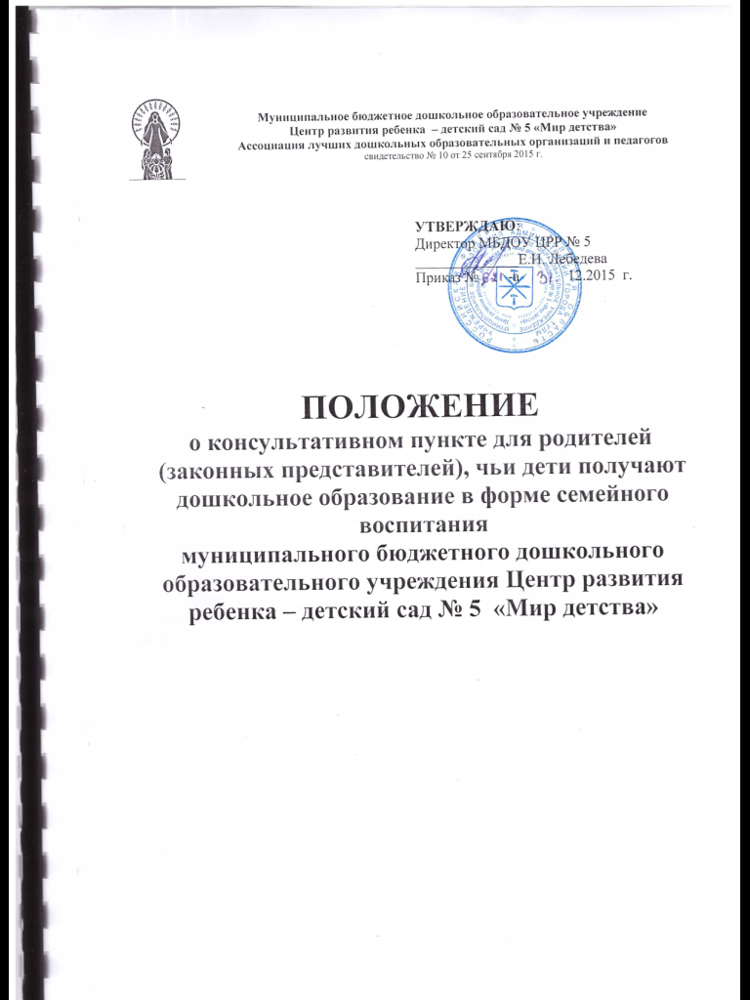 Муниципальное бюджетное дошкольное образовательное учреждение
Центр развития ребенка – детский сад № 5 «Мир детства»
Ассоциация лучших дошкольных образовательных организаций и педагогов
свидетельство № 10 от 25 сентября 2015 г.
УТВЕРЖДАЮ:
Директор МБДОУ ЦРР № 5
Е.И. Лебедева
Приказ № -а 31 12.2015 г.
ПОЛОЖЕНИЕ
о консультативном пункте для родителей
(законных представителей), чьи дети получают
дошкольное образование в форме семейного
воспитания
муниципального бюджетного дошкольного
образовательного учреждения Центр развития
ребенка – детский сад № 5 «Мир детства»